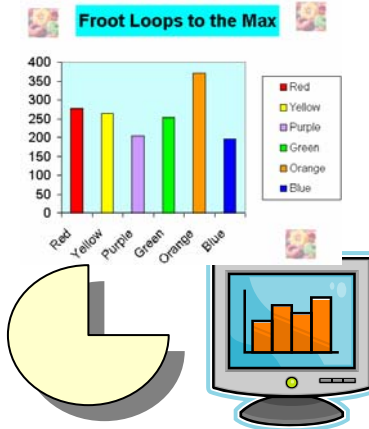 Froot Loops to the Max
400
350
300
250
200
150
100
50
0
Red
Yellow
Purple
Green
Orange
Blue
Red
Yellow
Purple
Green
Orange
Blue